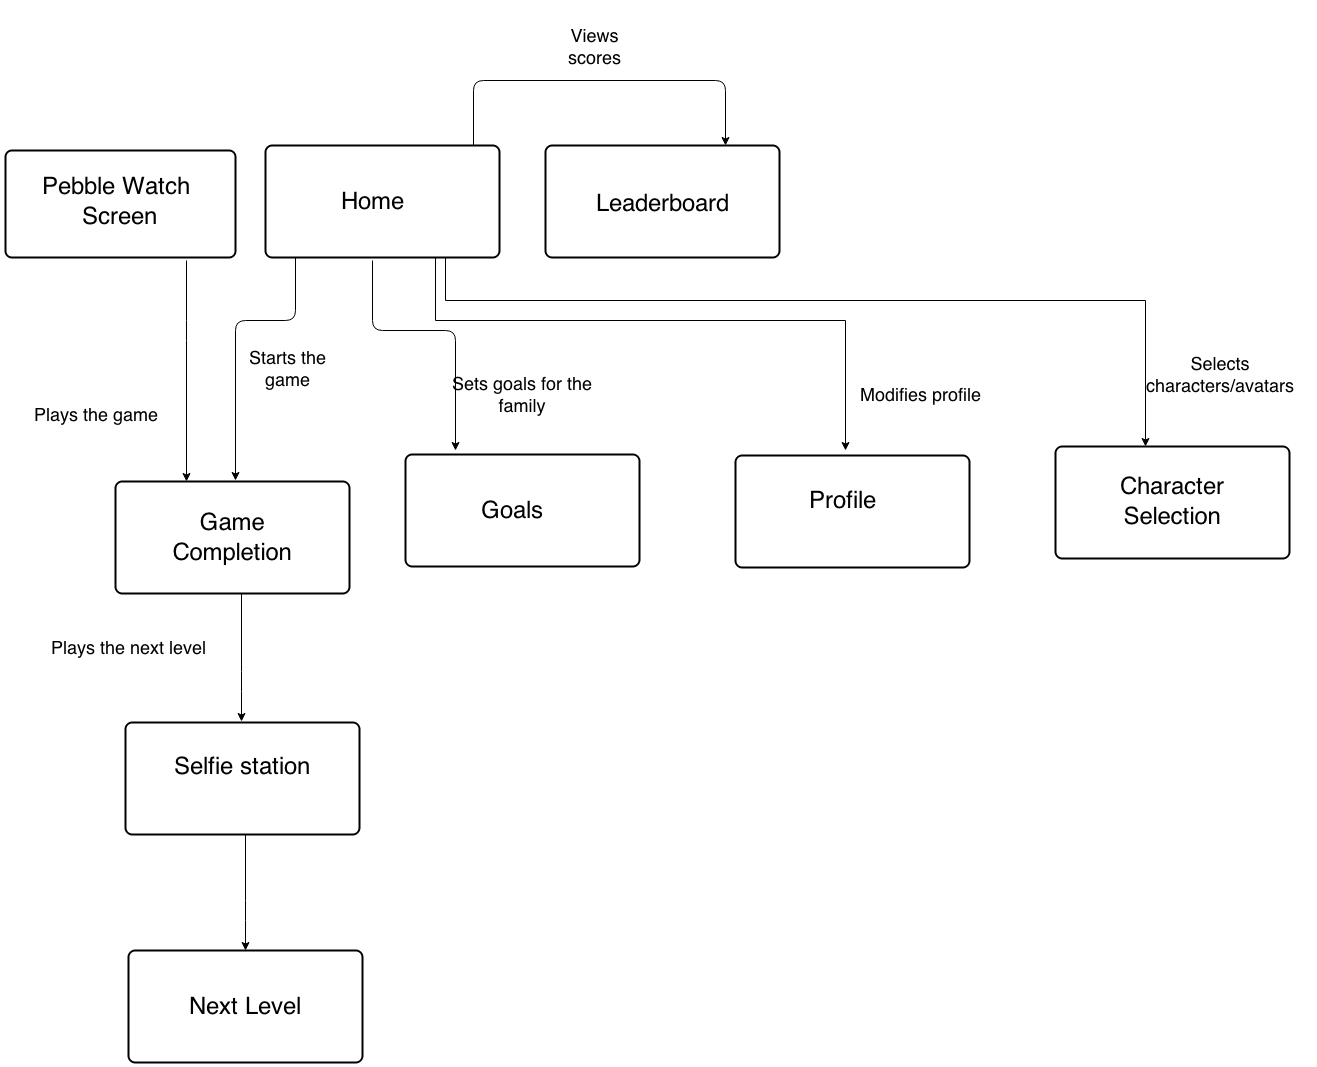 Views
scores
Pebble Watch
Screen
Home
Leaderboard
Starts the
game
Plays the game
Sets goals for the
family
Modifies profile
Selects
characters/avatars
Game
Completion
Goals
Profile
Character
Selection
Plays the next level
Selfie station
Next Level